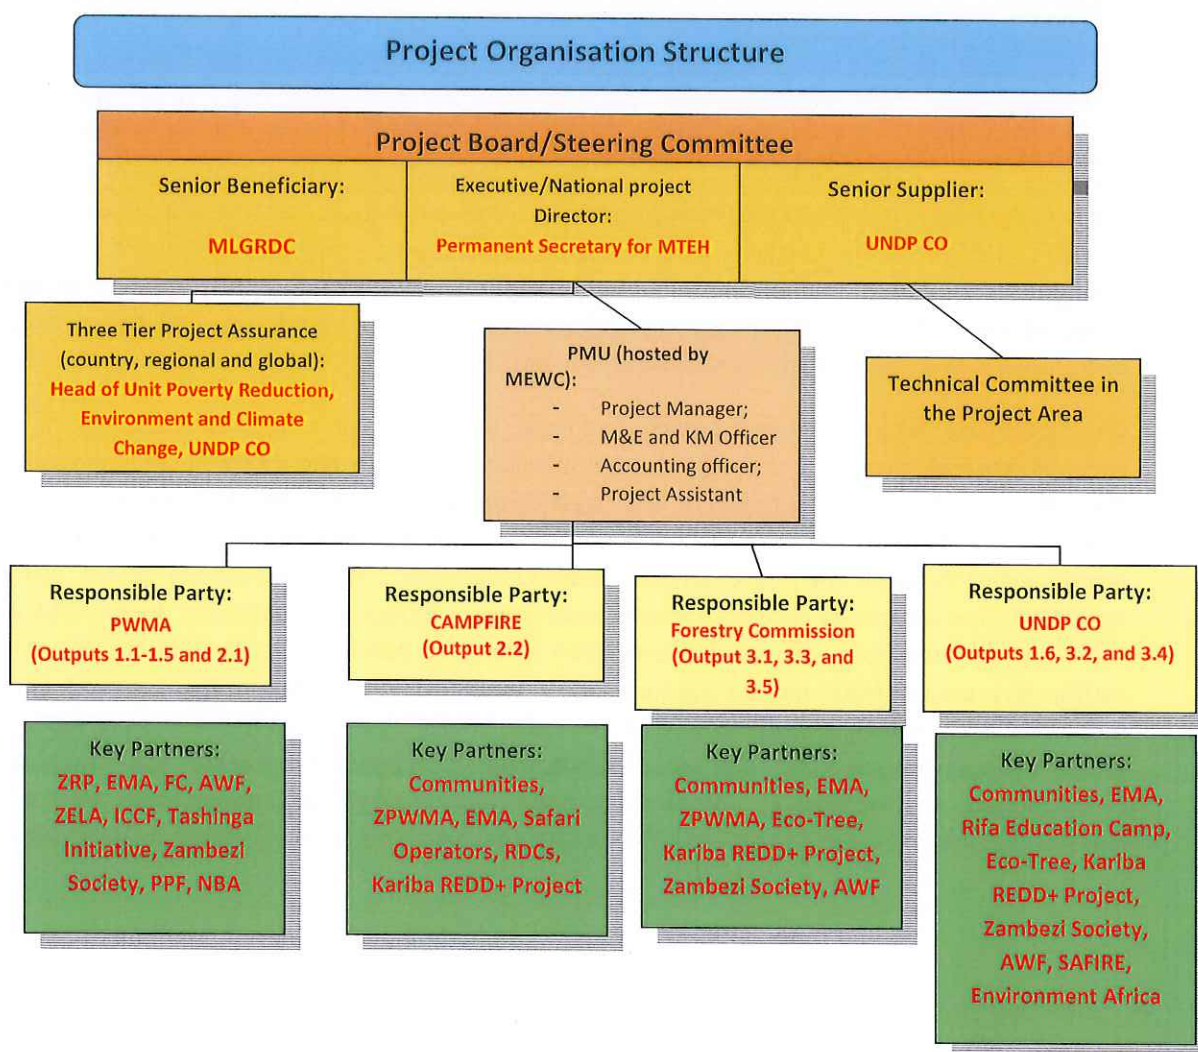 Project Organisation Structure
Project Board/Steering Committee
Senior Beneficiary:
MLGRDC
Executive/National project
Director:
Permanent Secretary for MTEH
Senior Supplier:
UNDP CO
Three Tier Project Assurance
(country, regional and global):
Head of Unit Poverty Reduction,
Environment and Climate
Change, UNDP CO
PMU (hosted by
MEWC):
- Project Manager;
- M&E and KM Officer
- Accounting officer;
- Project Assistant
Technical Committee in
the Project Area
Responsible Party:
PWMA
(Outputs 1.1-1.5 and 2.1)
Responsible Party:
CAMPFIRE
(Output 2.2)
Responsible Party:
Forestry Commission
(Output 3.1, 3.3, and
3.5)
Responsible Party:
UNDP CO
(Outputs 1.6, 3.2, and 3.4)
Key Partners:
ZRP, EMA, FC, AWF,
ZELA, ICCF, Tashinga
Initiative, Zambezi
Society, PPF, NBA
Key Partners:
Communities,
ZPWMA, EMA, Safari
Operators, RDCs,
Kariba REDD+ Project
Key Partners:
Communities, EMA,
ZPWMA, Eco-Tree,
Kariba REDD+ Project,
Zambezi Society, AWF
Key Partners:
Communities, EMA,
Rifa Education Camp,
Eco-Tree, Kariba
REDD+ Project,
Zambezi Society,
AWF, SAFIRE,
Environment Africa